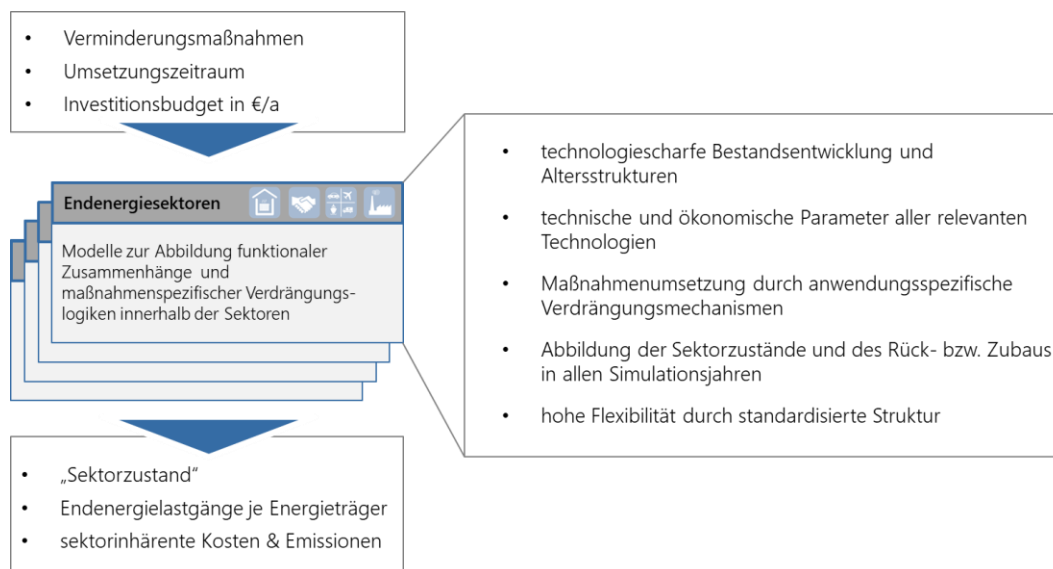 • Verminderungsmaßnahmen
• Umsetzungszeitraum
• Investitionsbudget in €/a
Endenergiesektoren
Modelle zur Abbildung funktionaler
Zusammenhänge und
maßnahmenspezifischer Verdrängungs-
logiken innerhalb der Sektoren
• „Sektorzustand“
• Endenergielastgänge je Energieträger
• sektorinhärente Kosten & Emissionen
• technologiescharfe Bestandsentwicklung und
Altersstrukturen
• technische und ökonomische Parameter aller relevanten
Technologien
• Maßnahmenumsetzung durch anwendungsspezifische
Verdrängungsmechanismen
• Abbildung der Sektorzustände und des Rück- bzw. Zubaus
in allen Simulationsjahren
• hohe Flexibilität durch standardisierte Struktur